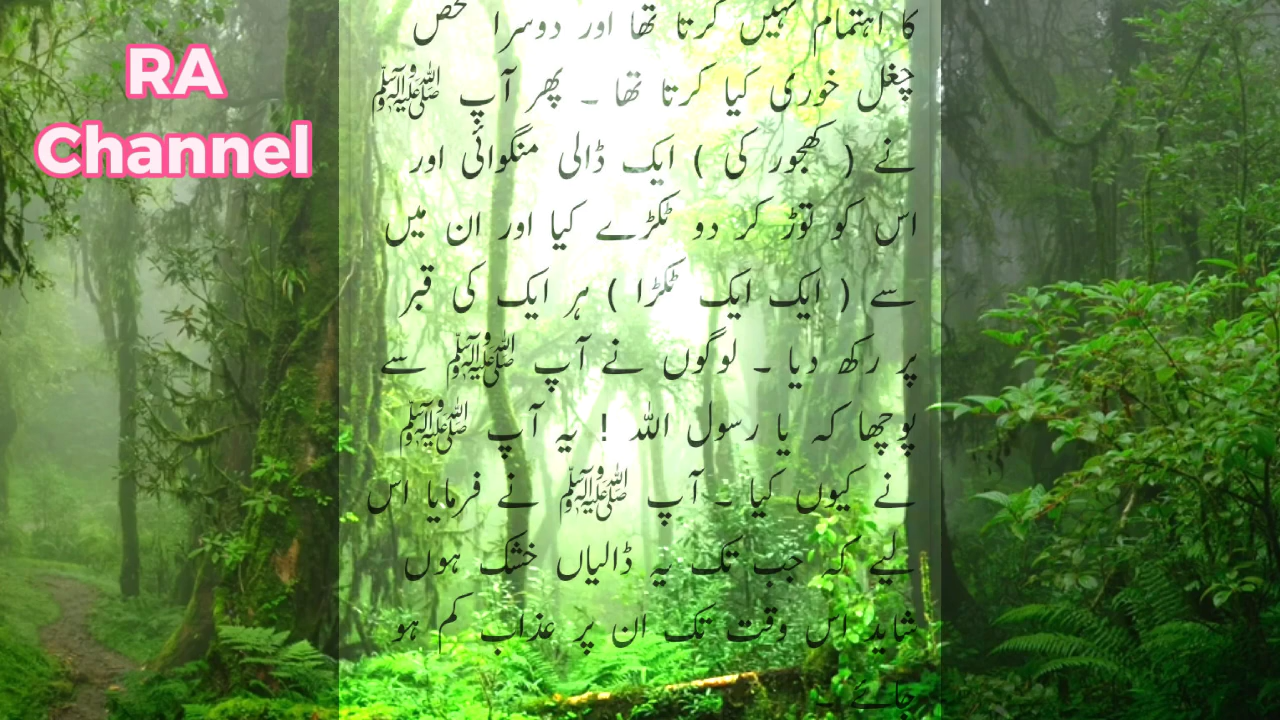 RA
Channel
کا اہتمام نہیں کرتا تھا اور دوسرا شخص
چغل خوری کیا کرتا تھا ۔ پھر آپ ﷺ
نے ( کھجور کی ) ایک ڈالی منگوائی اور
اس کو توڑ کر دو ٹکڑے کیا اور ان میں
سے ( ایک ایک ٹکڑا ) ہر ایک کی قبر
پر رکھ دیا ۔ لوگوں نے آپ ﷺ سے
پوچھا کہ یا رسول اللہ ! یہ آپ ﷺ
نے کیوں کیا ۔ آپ ﷺ نے فرمایا اس
لیے کہ جب تک یہ ڈالیاں خشک ہوں
شاید اس وقت تک ان پر عذاب کم ہو
جائے ۔